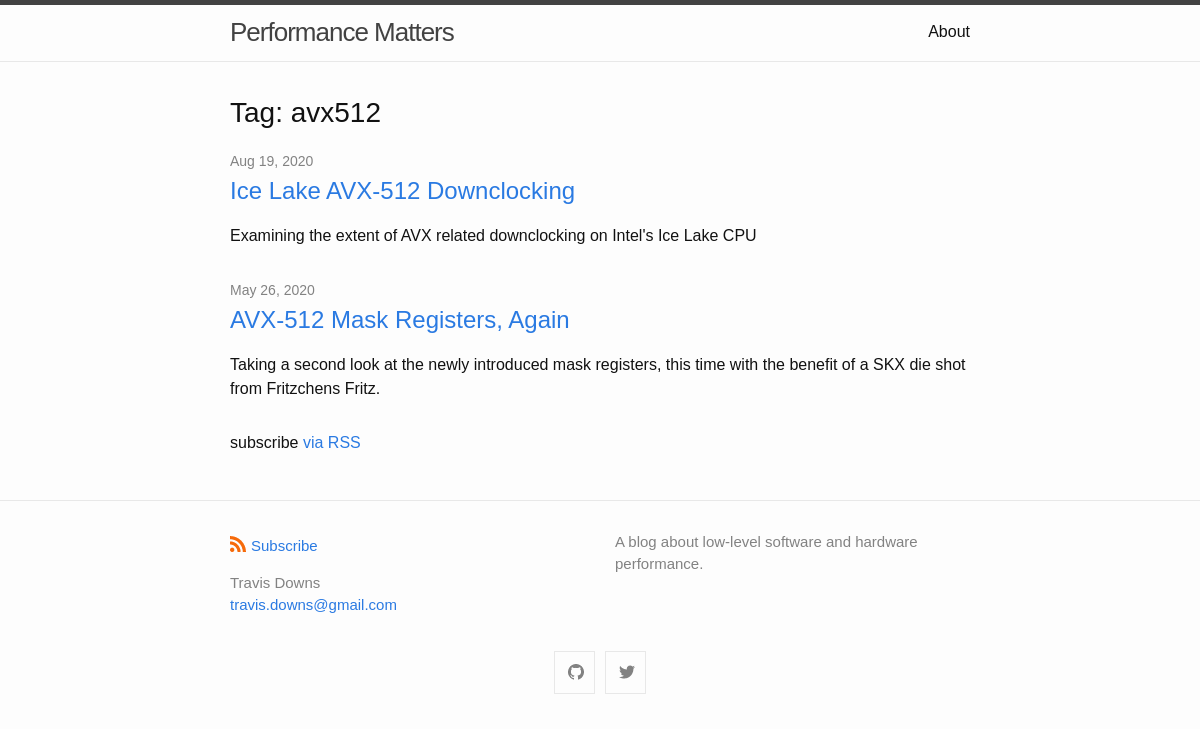 Performance Matters
About
Tag: avx512
Aug 19, 2020
Ice Lake AVX-512 Downclocking
Examining the extent of AVX related downclocking on Intel's Ice Lake CPU
May 26, 2020
AVX-512 Mask Registers, Again
Taking a second look at the newly introduced mask registers, this time with the benefit of a SKX die shot
from Fritzchens Fritz.
subscribe via RSS
Subscribe
Travis Downs
travis.downs@gmail.com
A blog about low-level software and hardware
performance.